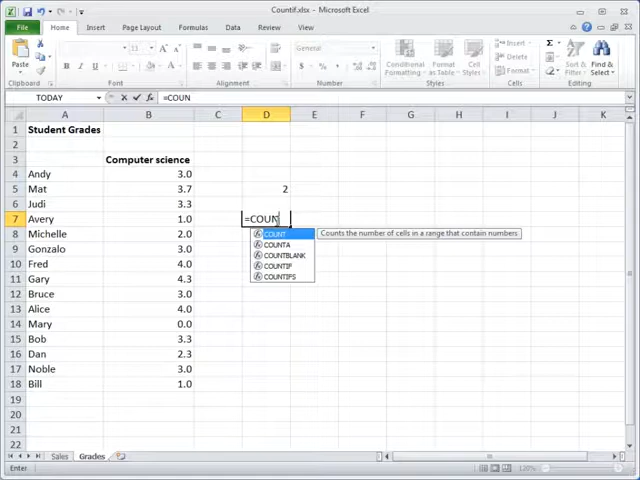 Countif.xlsx - Microsoft Excel
File Home Insert Page Layout Formulas Data Review View
Paste
Clipboard Font Alignment Number Styles Cells Editing
General
Conditional Formatting Format as Table Cell Styles
Insert
Delete
Format
Sort & Filter Find & Select
TODAY =COUN
A B C D E F G H I J K
1 Student Grades
2
3 Computer science
4 Andy 3.0
5 Mat 3.7 2
6 Judi 3.3
7 Avery 1.0 =COUN
8 Michelle 2.0 COUNT Counts the number of cells in a range that contain numbers
9 Gonzalo 3.0 COUNTA
COUNTBLANK
10 Fred 4.0 COUNTIF
11 Gary 4.3 COUNTIFS
12 Bruce 3.0
13 Alice 4.0
14 Mary 0.0
15 Bob 3.3
16 Dan 2.3
17 Noble 3.0
18 Bill 1.0
19
20
21
22
Sales Grades
Enter 120%